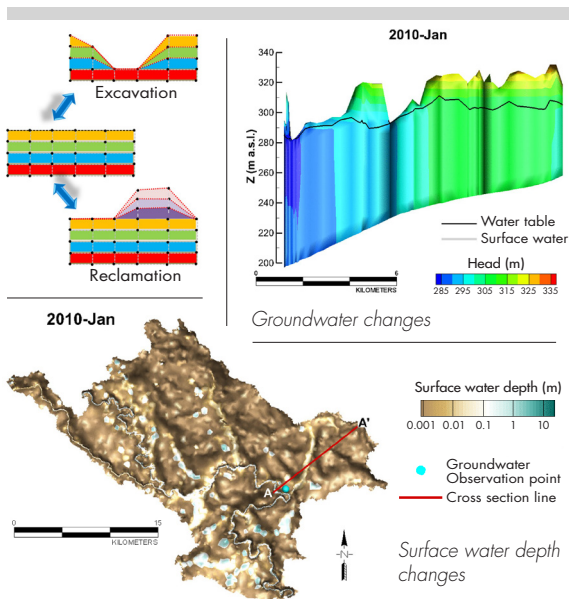 Excavation
Reclamation
2010-Jan
Z (m a.s.l.)
340
320
300
280
260
240
220
200
Water table
Surface water
Head (m)
285 295 305 315 325 335
0 6
KILOMETERS
Groundwater changes
2010-Jan
A'
A
0 15
KILOMETERS
N
Surface water depth (m)
0.001 0.01 0.1 1 10
Groundwater
Observation point
Cross section line
Surface water depth
changes